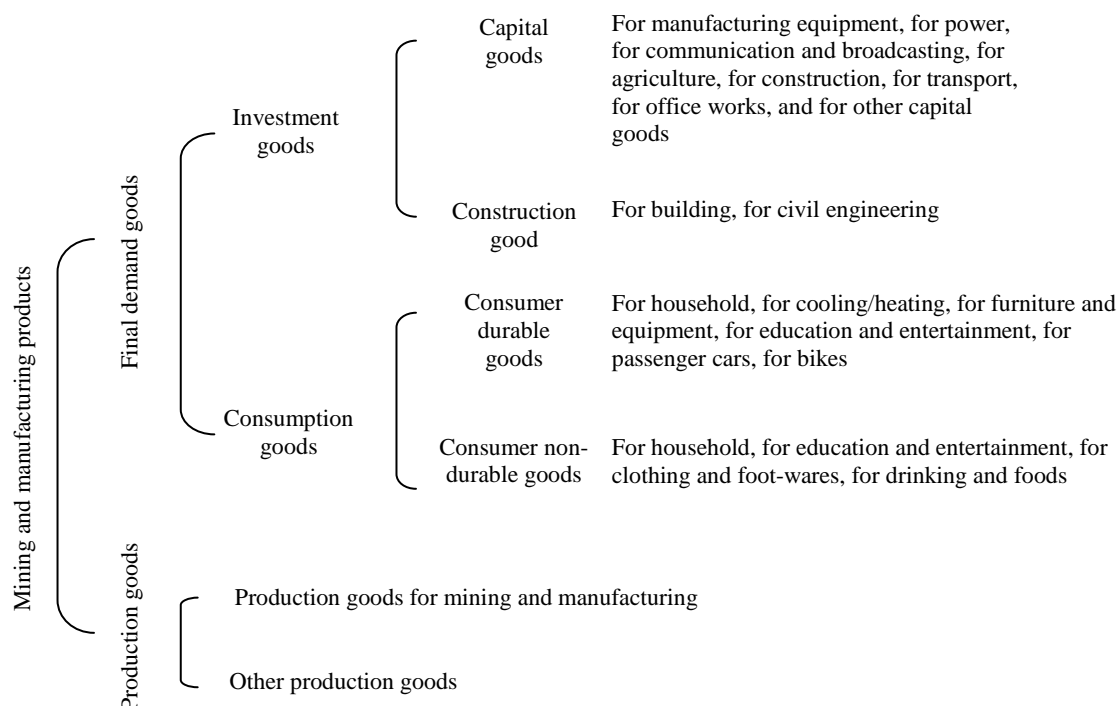 Mining and manufacturing products
Final demand goods
Investment
goods
Capital
goods
For manufacturing equipment, for power,
for communication and broadcasting, for
agriculture, for construction, for transport,
for office works, and for other capital
goods
Construction
good
For building, for civil engineering
Consumption
goods
Consumer
durable
goods
For household, for cooling/heating, for furniture and
equipment, for education and entertainment, for
passenger cars, for bikes
Consumer non-
durable goods
For household, for education and entertainment, for
clothing and foot-wares, for drinking and foods
Production goods
Production goods for mining and manufacturing
Other production goods